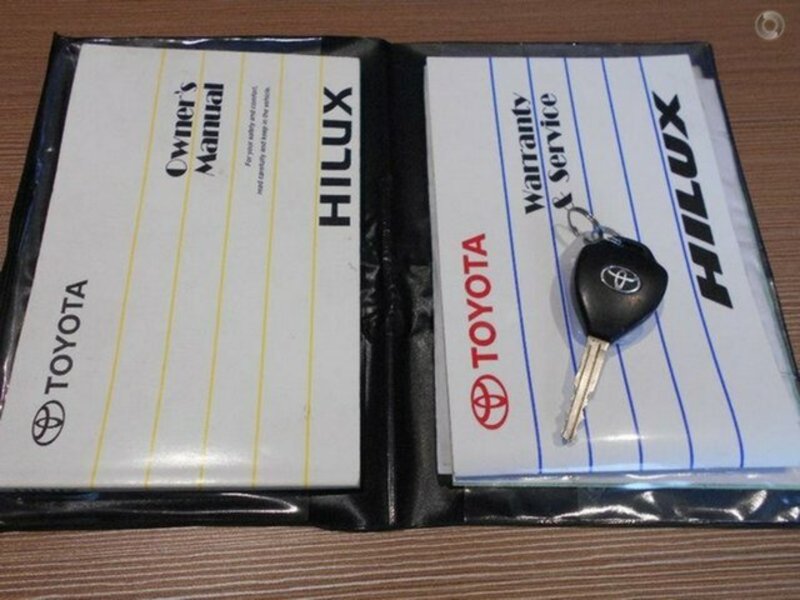 Owner's
Manual
For your safety and comfort,
read carefully and keep in the vehicle.
HILUX
TOYOTA
Warranty
& Service
HILUX
TOYOTA